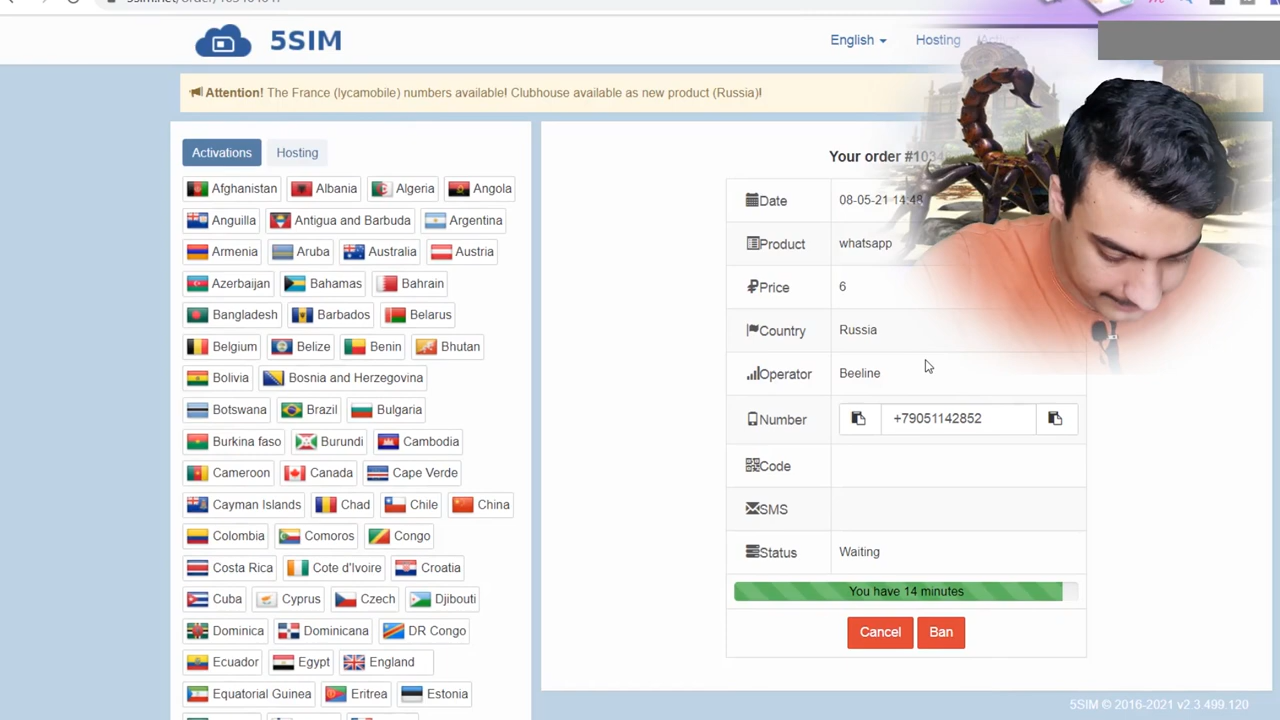 5SIM
English
Hosting
Attention! The France (lycamobile) numbers available! Clubhouse available as new product (Russia)!
Activations Hosting
Afghanistan Albania Algeria Angola
Anguilla Antigua and Barbuda Argentina
Armenia Aruba Australia Austria
Azerbaijan Bahamas Bahrain
Bangladesh Barbados Belarus
Belgium Belize Benin Bhutan
Bolivia Bosnia and Herzegovina
Botswana Brazil Bulgaria
Burkina faso Burundi Cambodia
Cameroon Canada Cape Verde
Cayman Islands Chad Chile China
Colombia Comoros Congo
Costa Rica Cote d'Ivoire Croatia
Cuba Cyprus Czech Djibouti
Dominica Dominicana DR Congo
Ecuador Egypt England
Equatorial Guinea Eritrea Estonia
Your order
Date 08-05-21 14:48
Product whatsapp
Price 6
Country Russia
Operator Beeline
Number +79051142852
Code
SMS
Status Waiting
You have 14 minutes
Cancel Ban
5SIM © 2016-2021 v2.3.499.120